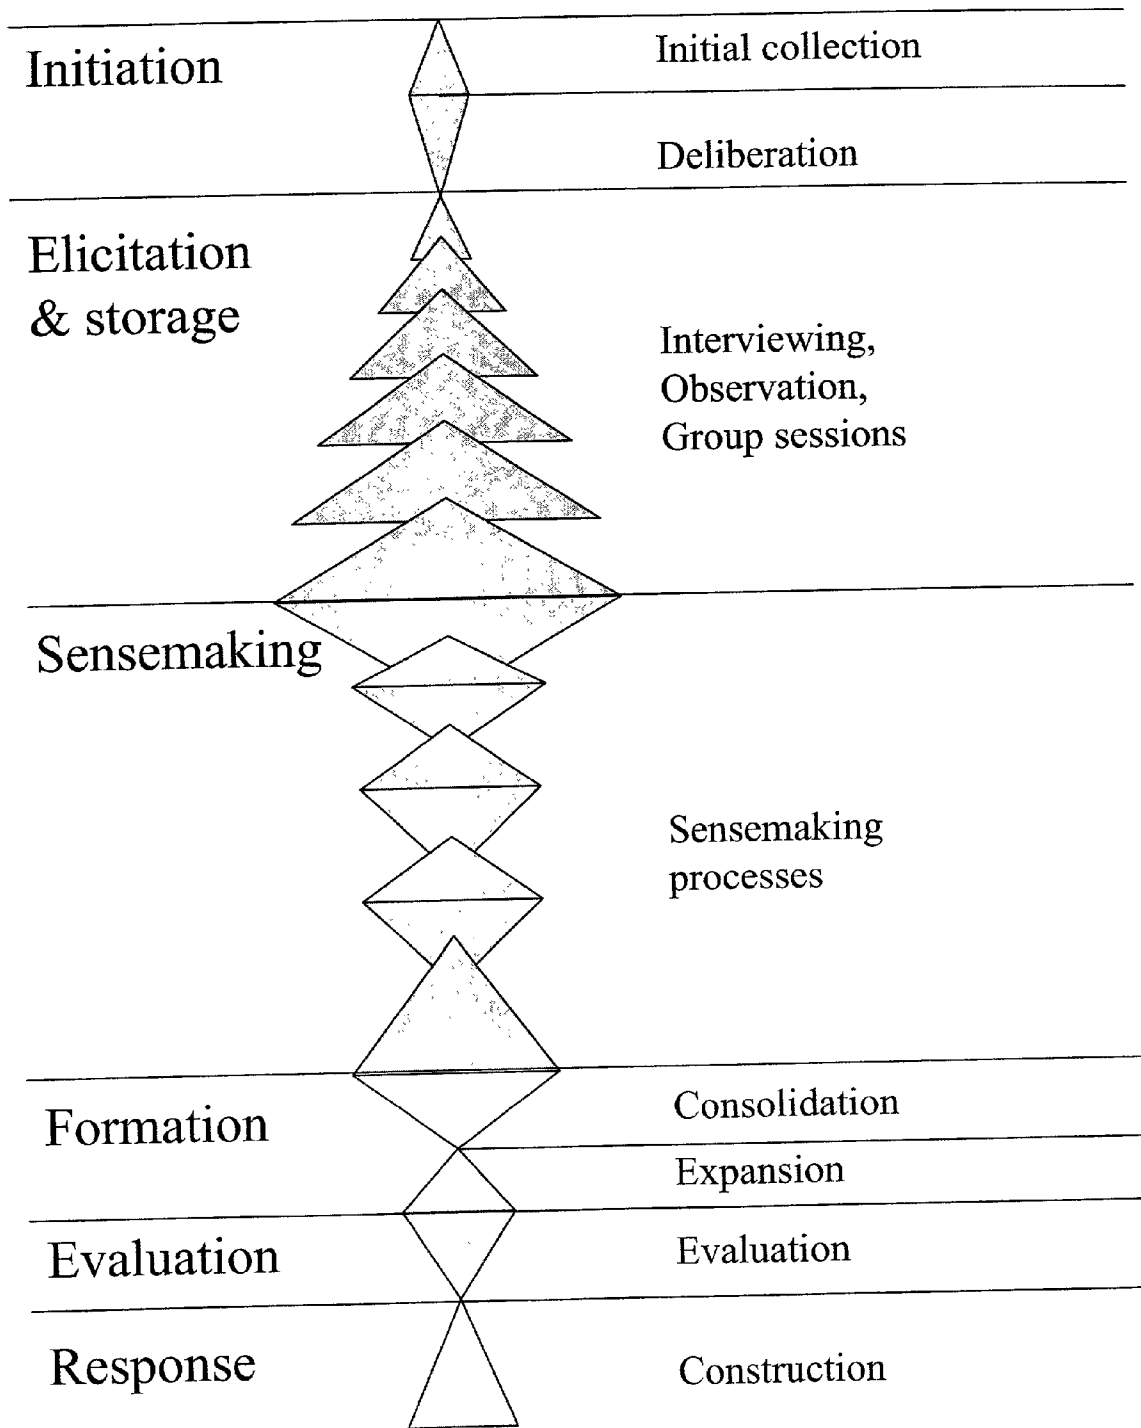 Initiation
Initial collection
Deliberation
Elicitation
& storage
Interviewing,
Observation,
Group sessions
Sensemaking
Sensemaking
processes
Formation
Consolidation
Expansion
Evaluation
Evaluation
Response
Construction